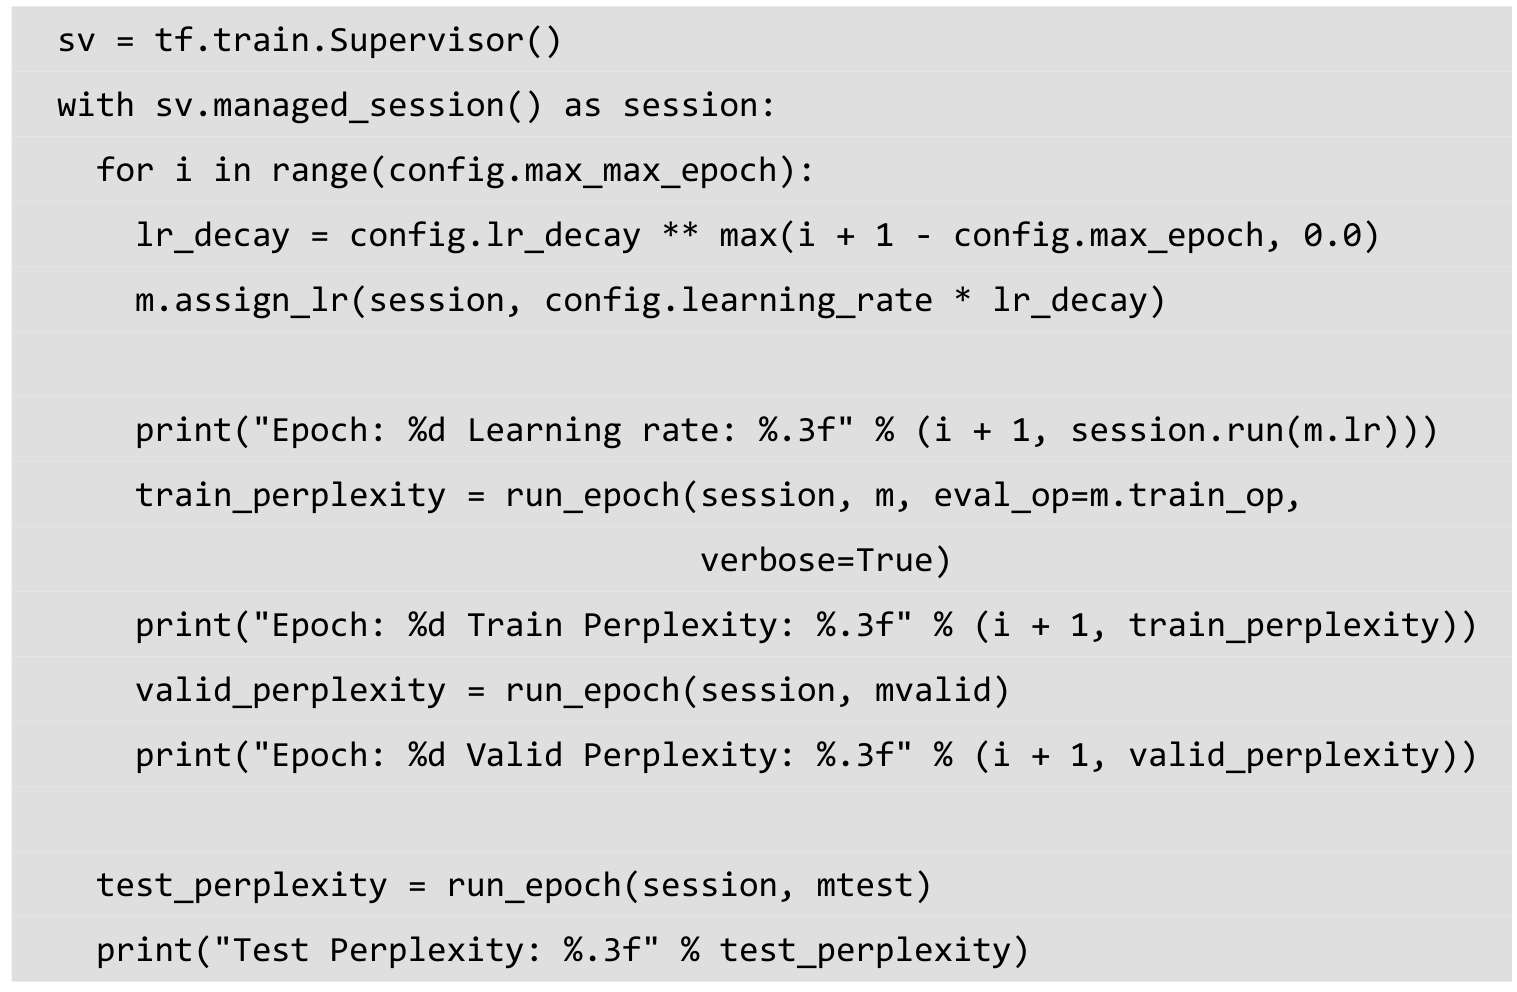 sv = tf.train.Supervisor()
with sv.managed_session() as session:
  for i in range(config.max_max_epoch):
    lr_decay = config.lr_decay ** max(i + 1 - config.max_epoch, 0.0)
    m.assign_lr(session, config.learning_rate * lr_decay)

    print("Epoch: %d Learning rate: %.3f" % (i + 1, session.run(m.lr)))
    train_perplexity = run_epoch(session, m, eval_op=m.train_op,
                                 verbose=True)
    print("Epoch: %d Train Perplexity: %.3f" % (i + 1, train_perplexity))
    valid_perplexity = run_epoch(session, mvalid)
    print("Epoch: %d Valid Perplexity: %.3f" % (i + 1, valid_perplexity))

  test_perplexity = run_epoch(session, mtest)
  print("Test Perplexity: %.3f" % test_perplexity)